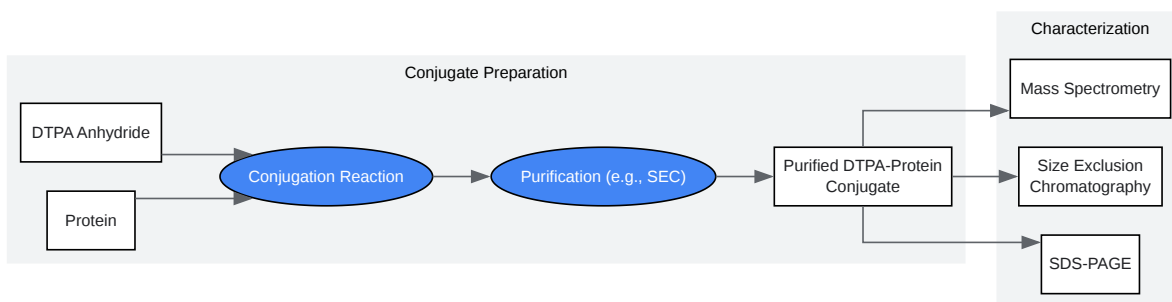 Characterization
Conjugate Preparation
DTPA Anhydride
Protein
Conjugation Reaction
Purification (e.g., SEC)
Purified DTPA-Protein
Conjugate
Mass Spectrometry
Size Exclusion
Chromatography
SDS-PAGE